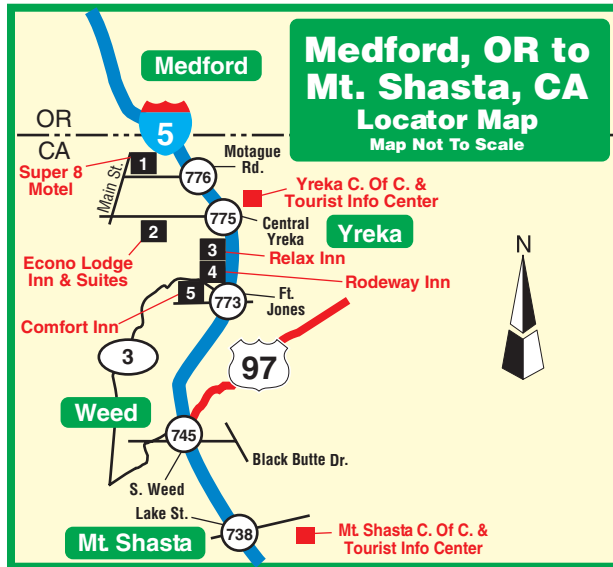 Medford, OR to
Mt. Shasta, CA
Locator Map
Map Not To Scale
Medford
OR
CA
5
Super 8
Motel
1
Main St.
776
Motague
Rd.
Yreka C. Of C. &
Tourist Info Center
775
Central
Yreka
Yreka
2
Econo Lodge
Inn & Suites
3
Relax Inn
4
Rodeway Inn
5
Comfort Inn
773
Ft.
Jones
N
3
97
Weed
745
S. Weed
Black Butte Dr.
Lake St.
Mt. Shasta
738
Mt. Shasta C. Of C. &
Tourist Info Center